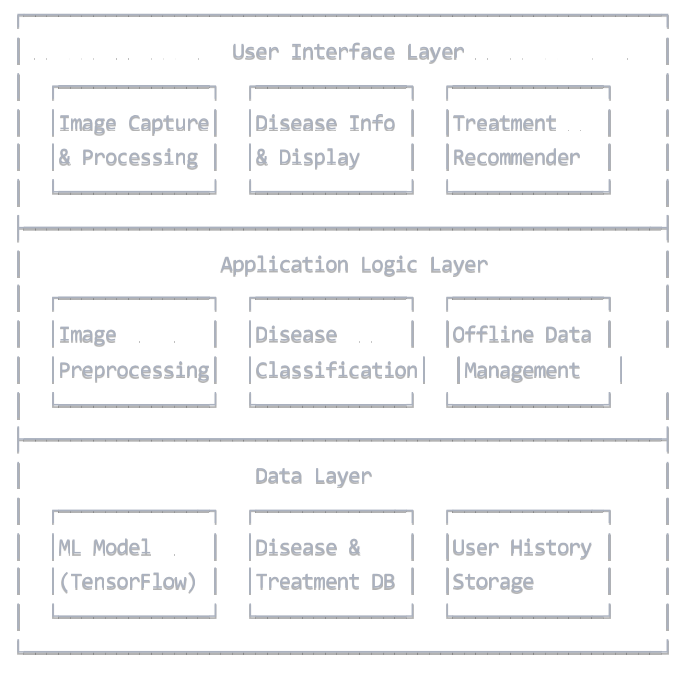 User Interface Layer
Image Capture Disease Info Treatment
& Processing & Display Recommender
Application Logic Layer
Image Disease Offline Data
Preprocessing Classification Management
Data Layer
ML Model Disease & User History
(TensorFlow) Treatment DB Storage